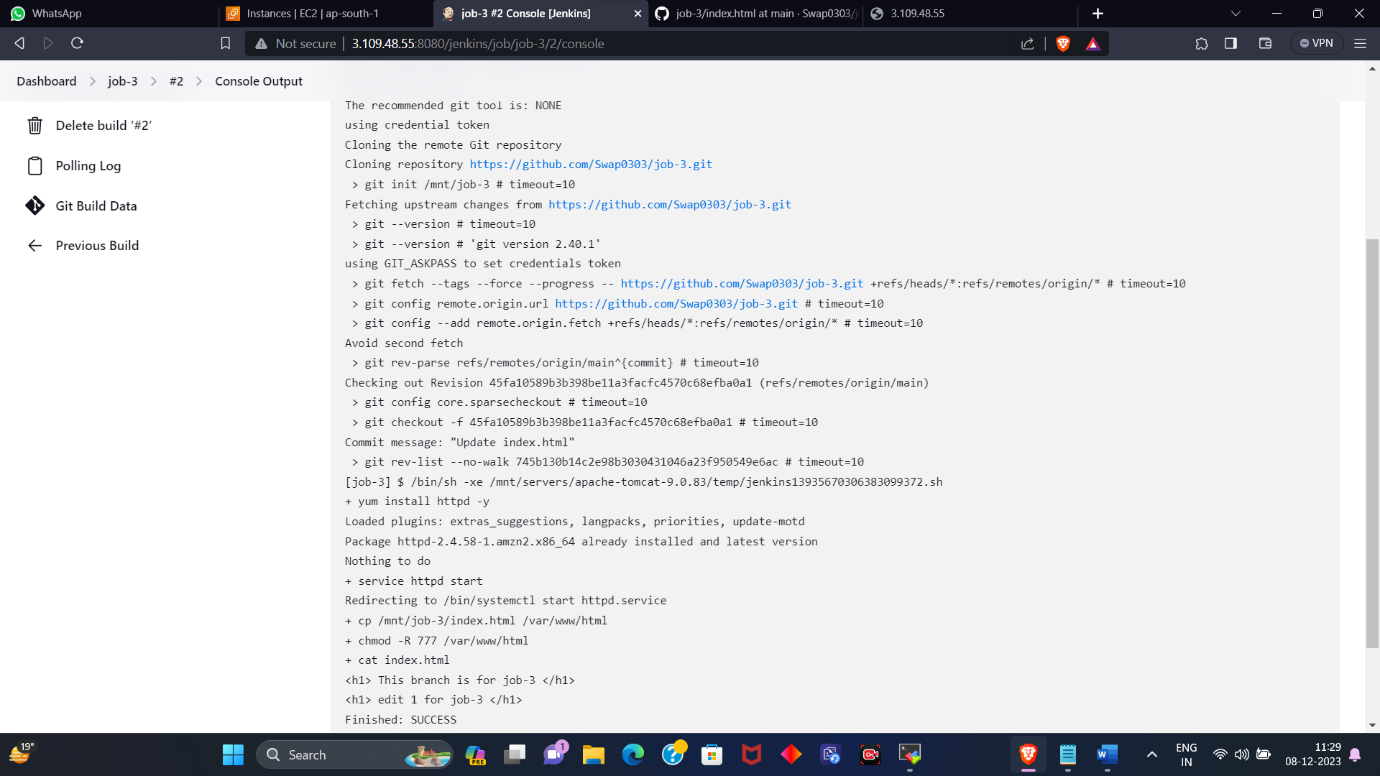 WhatsApp
Instances | EC2 | ap-south-1
job-3 #2 Console [Jenkins]
job-3/index.html at main · Swap0303/j
3.109.48.55
Not secure
3.109.48.55:8080/jenkins/job/job-3/2/console
VPN
Dashboard
job-3
#2
Console Output
Delete build ‘#2’
Polling Log
Git Build Data
Previous Build
The recommended git tool is: NONE
using credential token
Cloning the remote Git repository
Cloning repository https://github.com/Swap0303/job-3.git
> git init /mnt/job-3 # timeout=10
Fetching upstream changes from https://github.com/Swap0303/job-3.git
> git --version # timeout=10
> git --version # 'git version 2.40.1'
using GIT_ASKPASS to set credentials token
> git fetch --tags --force --progress -- https://github.com/Swap0303/job-3.git +refs/heads/*:refs/remotes/origin/* # timeout=10
> git config remote.origin.url https://github.com/Swap0303/job-3.git # timeout=10
> git config --add remote.origin.fetch +refs/heads/*:refs/remotes/origin/* # timeout=10
Avoid second fetch
> git rev-parse refs/remotes/origin/main^{commit} # timeout=10
Checking out Revision 45fa10589b3b398be11a3facfc4570c68efba0a1 (refs/remotes/origin/main)
> git config core.sparsecheckout # timeout=10
> git checkout -f 45fa10589b3b398be11a3facfc4570c68efba0a1 # timeout=10
Commit message: "Update index.html"
> git rev-list --no-walk 745b130b14c2e98b3030431046a23f950549e6ac # timeout=10
[job-3] $ /bin/sh -xe /mnt/servers/apache-tomcat-9.0.83/temp/jenkins13935670306383099372.sh
+ yum install httpd -y
Loaded plugins: extras_suggestions, langpacks, priorities, update-motd
Package httpd-2.4.58-1.amzn2.x86_64 already installed and latest version
Nothing to do
+ service httpd start
Redirecting to /bin/systemctl start httpd.service
+ cp /mnt/job-3/index.html /var/www/html
+ chmod -R 777 /var/www/html
+ cat index.html
<h1> This branch is for job-3 </h1>
<h1> edit 1 for job-3 </h1>
Finished: SUCCESS
19°
Search
PRE
1
ENG
IN
11:29
08-12-2023